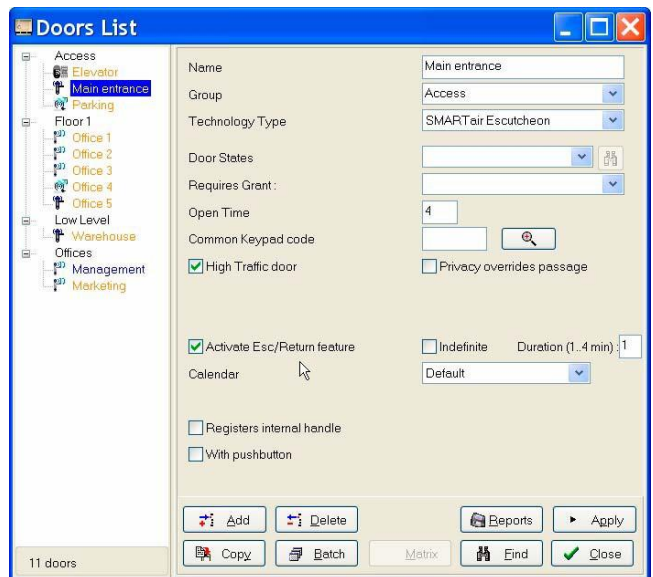 Doors List
Access
Elevator
Main entrance
Parking
Floor1
Office 1
Office 2
Office 3
Office 4
Office 5
Low Level
Warehouse
Offices
Management
Marketing
11 doors
Name Main entrance
Group Access
Technology Type SMARTair Escutcheon
Door States
Requires Grant :
Open Time 4
Common Keypad code
High Traffic door Privacy overrides passage
Activate Esc/Return feature Indefinite Duration (1..4 min) : 1
Calendar Default
Registers internal handle
With pushbutton
Add Delete Reports Apply
Copy Batch Matrix Find Close